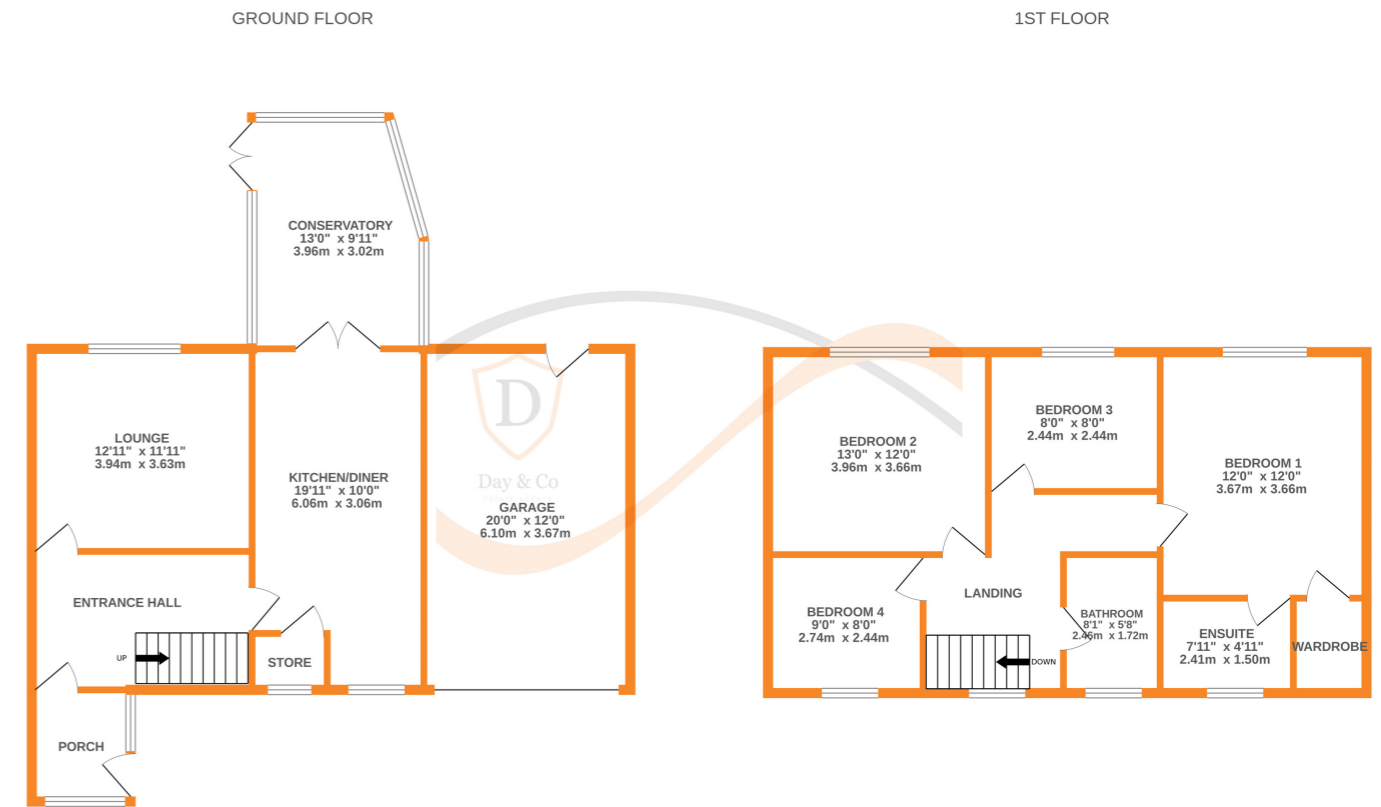 GROUND FLOOR
1ST FLOOR
CONSERVATORY
13'0" x 9'11"
3.96m x 3.02m
LOUNGE
12'11" x 11'11"
3.94m x 3.63m
KITCHEN/DINER
19'11" x 10'0"
6.06m x 3.06m
D
Day & Co
GARAGE
20'0" x 12'0"
6.10m x 3.67m
ENTRANCE HALL
UP
STORE
PORCH
BEDROOM 2
13'0" x 12'0"
3.96m x 3.66m
BEDROOM 3
8'0" x 8'0"
2.44m x 2.44m
BEDROOM 1
12'0" x 12'0"
3.67m x 3.66m
BEDROOM 4
9'0" x 8'0"
2.74m x 2.44m
LANDING
DOWN
BATHROOM
8'1" x 5'8"
2.46m x 1.72m
ENSUITE
7'11" x 4'11"
2.41m x 1.50m
WARDROBE